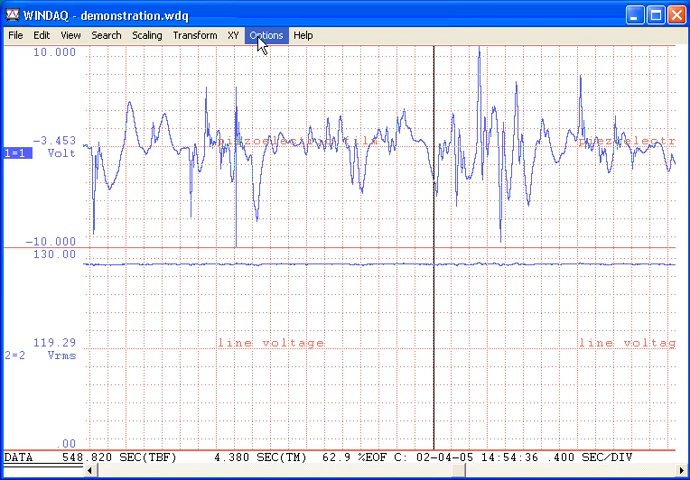 WINDAQ - demonstration.wdq
File Edit View Search Scaling Transform XY Options Help
10.000
-3.453
1=1 Volt
-10.000
130.00
119.29 line voltage line voltag
2=2 Vrms
.00
DATA 548.820 SEC(TBF) 4.380 SEC(TM) 62.9 %EOF C: 02-04-05 14:54:36 .400 SEC/DIV